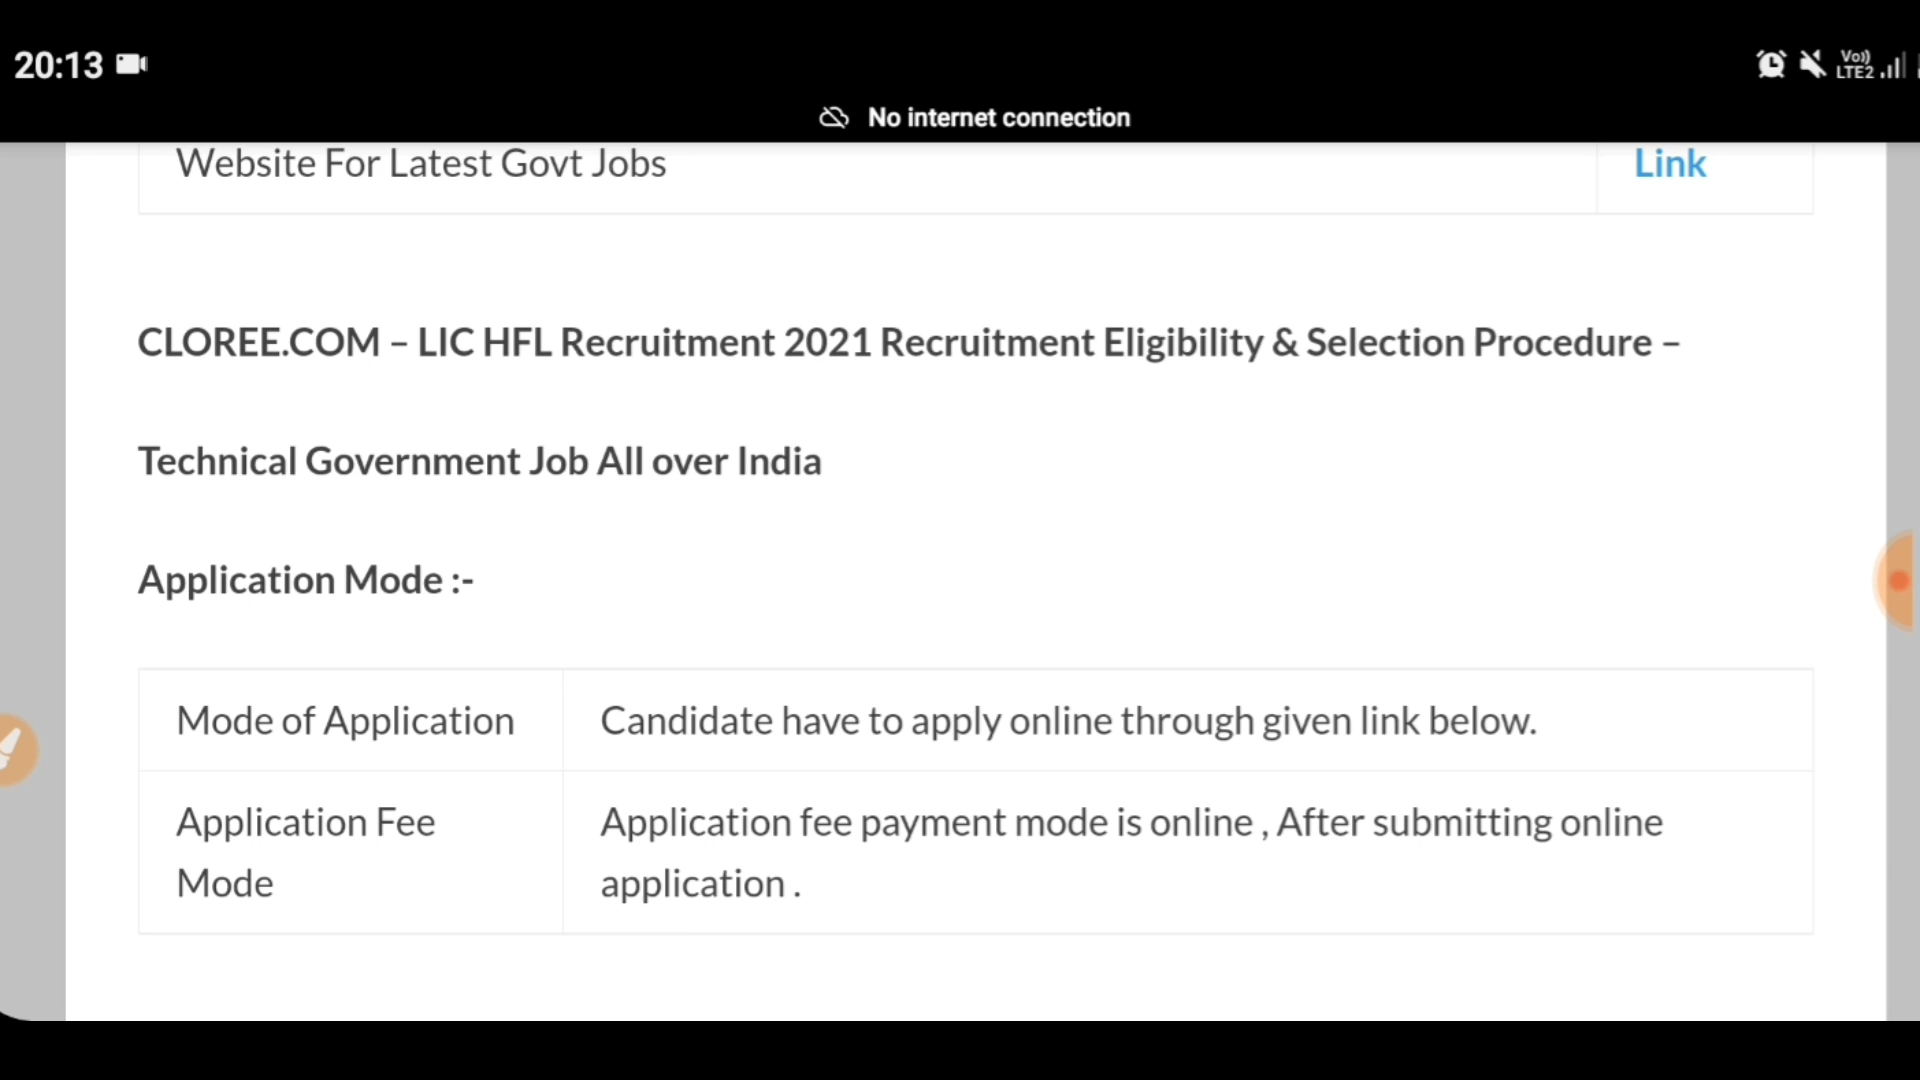 20:13
Vo)) LTE2
No internet connection
Website For Latest Govt Jobs Link
CLOREE.COM – LIC HFL Recruitment 2021 Recruitment Eligibility & Selection Procedure –
Technical Government Job All over India
Application Mode :-
Mode of Application Candidate have to apply online through given link below.
Application Fee Mode
Application fee payment mode is online , After submitting online
application .